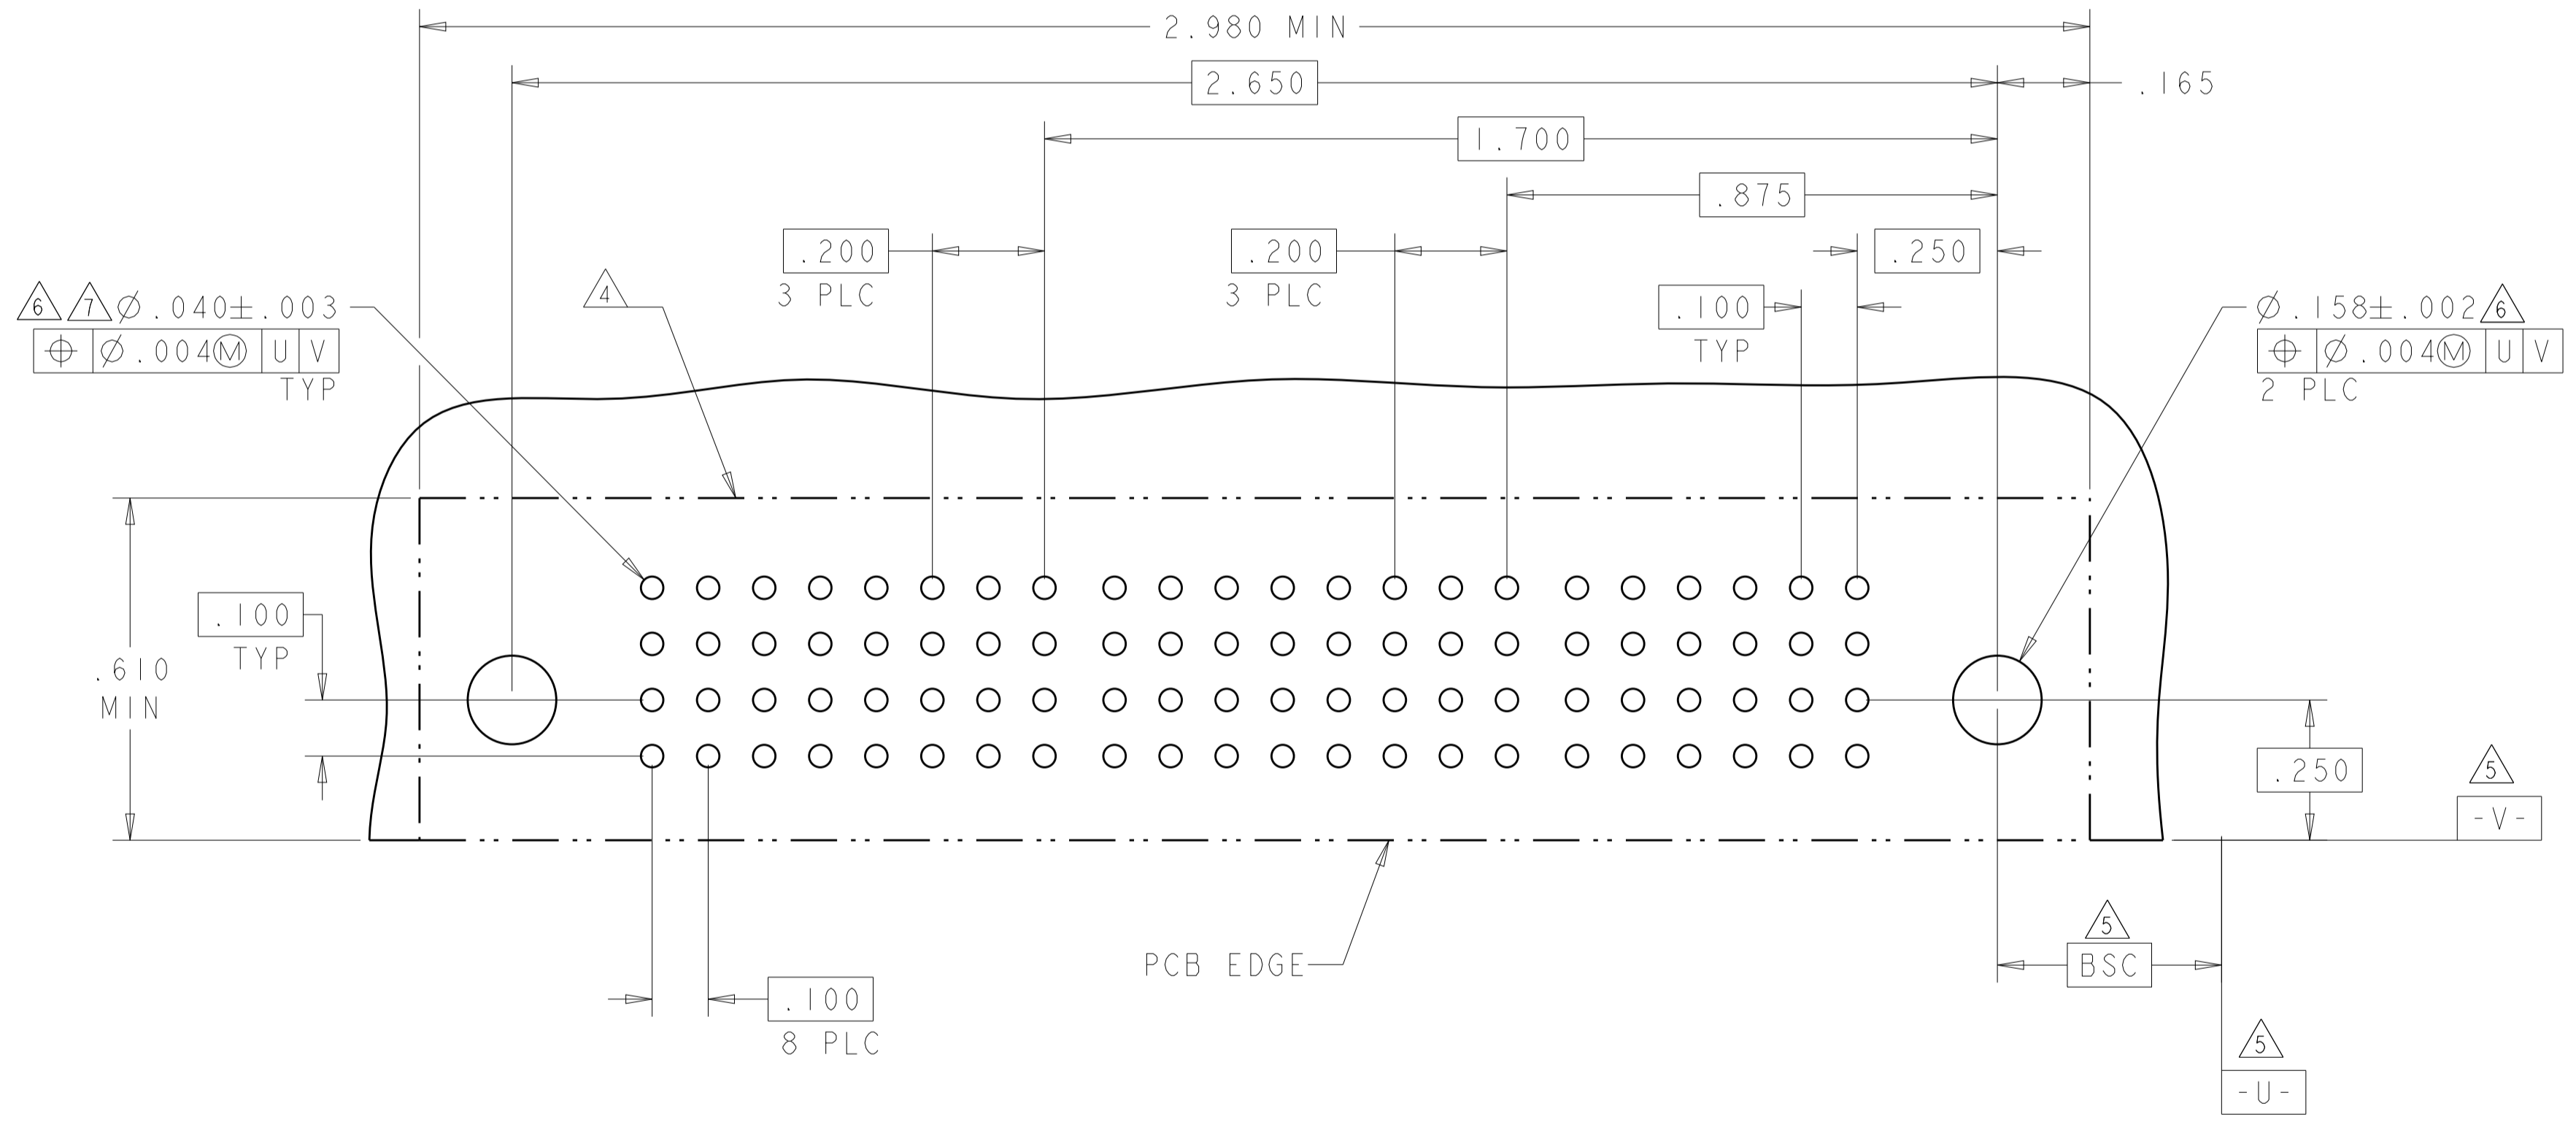 2.980 MIN
2.650
.165
1.700
.875
.200
3 PLC
.200
3 PLC
.250
.100
TYP
6 7 ⌀.040±.003
⌖ ⌀.004Ⓜ U V
TYP
4
⌀.158±.002 6
⌖ ⌀.004Ⓜ U V
2 PLC
.100
TYP
.610
MIN
.250
5
-V-
PCB EDGE
5
BSC
.100
8 PLC
5
-U-